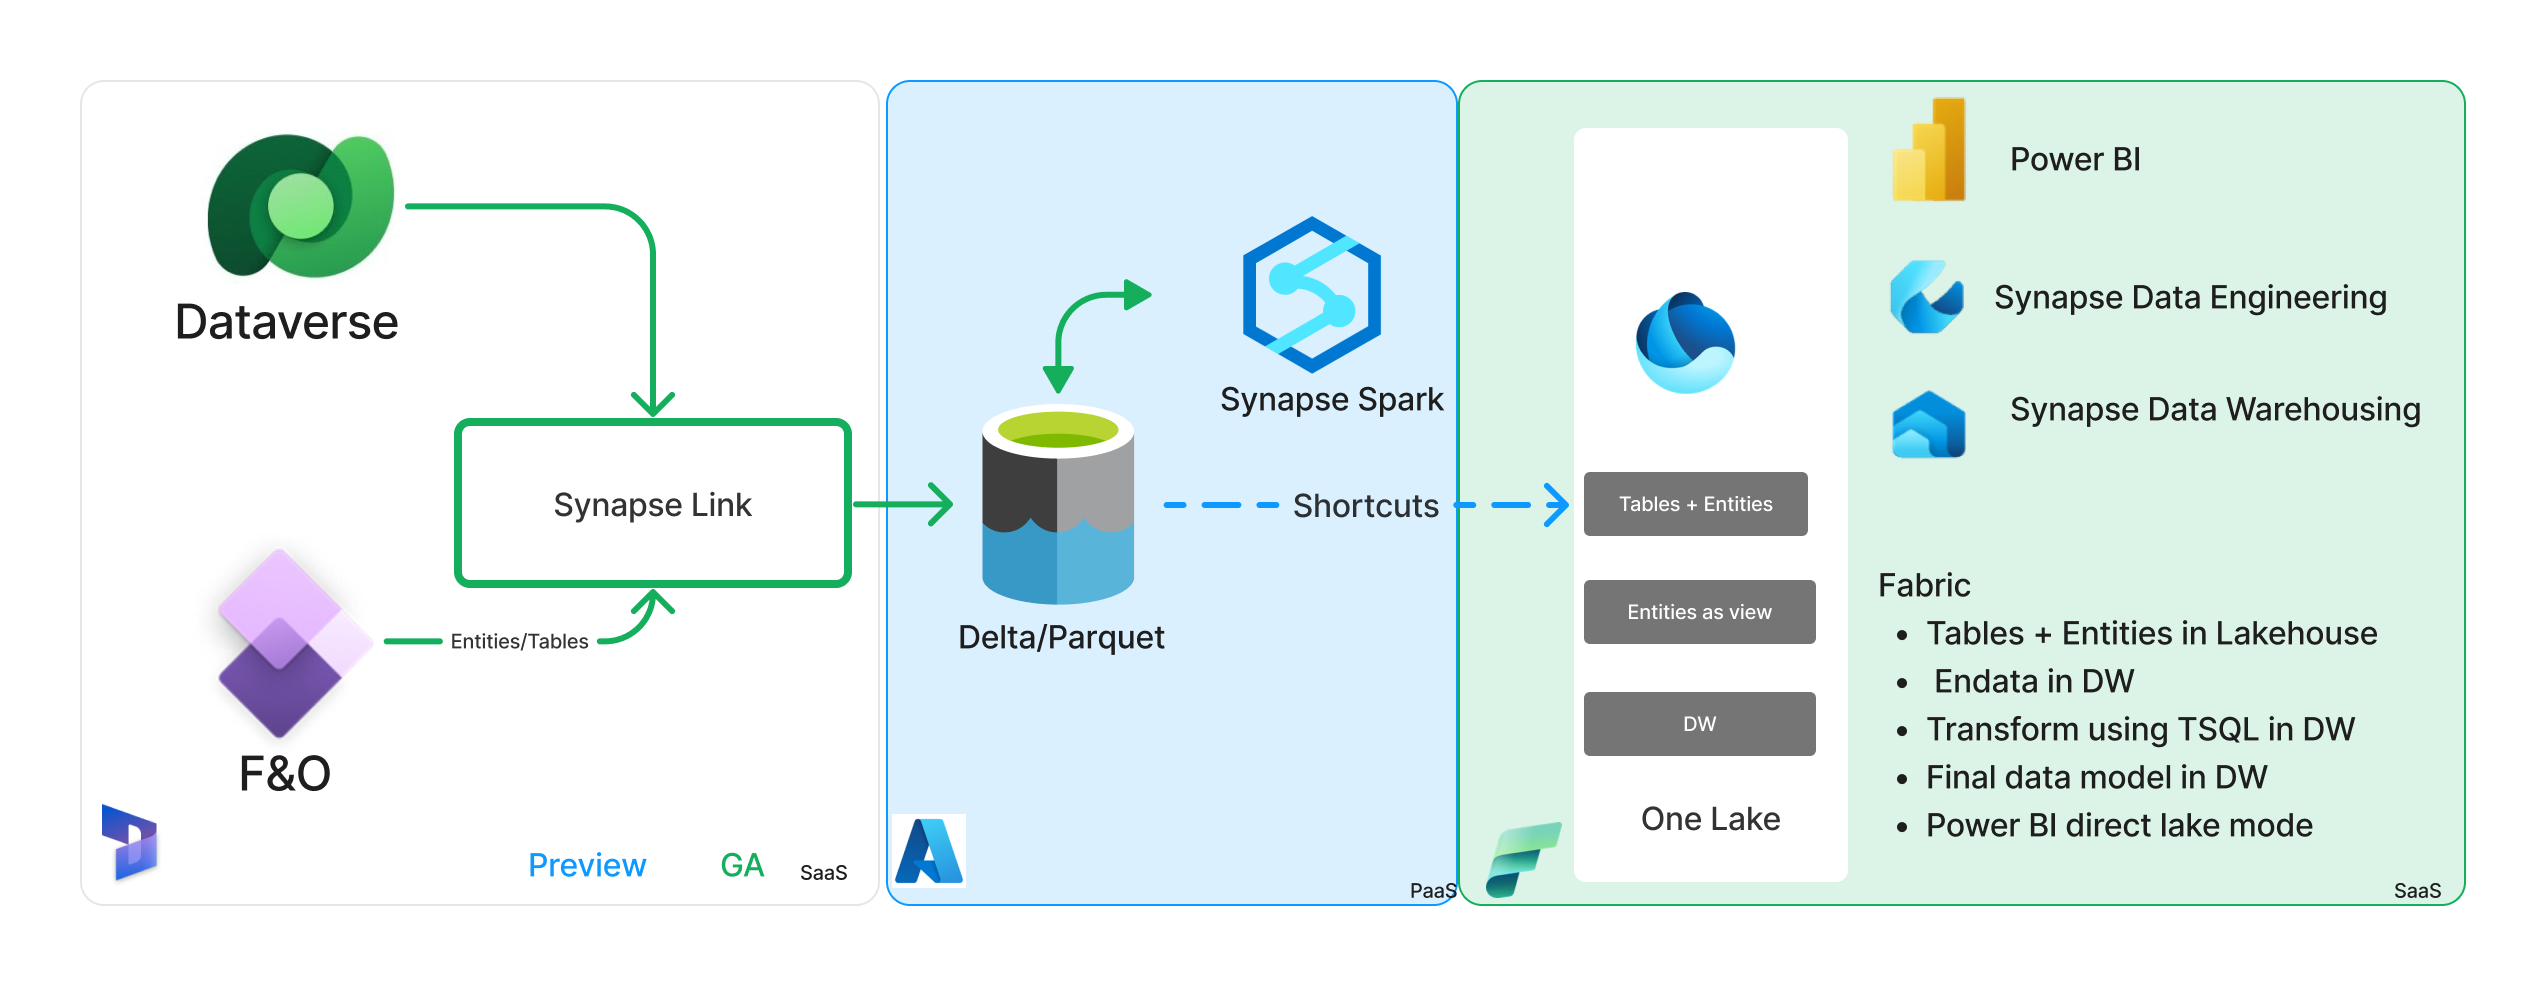 Dataverse
Synapse Link
Entities/Tables
F&O
Preview
GA
SaaS
Synapse Spark
Delta/Parquet
Shortcuts
PaaS
Tables + Entities
Entities as view
DW
One Lake
Power BI
Synapse Data Engineering
Synapse Data Warehousing
Fabric
• Tables + Entities in Lakehouse
• Endata in DW
• Transform using TSQL in DW
• Final data model in DW
• Power BI direct lake mode
SaaS